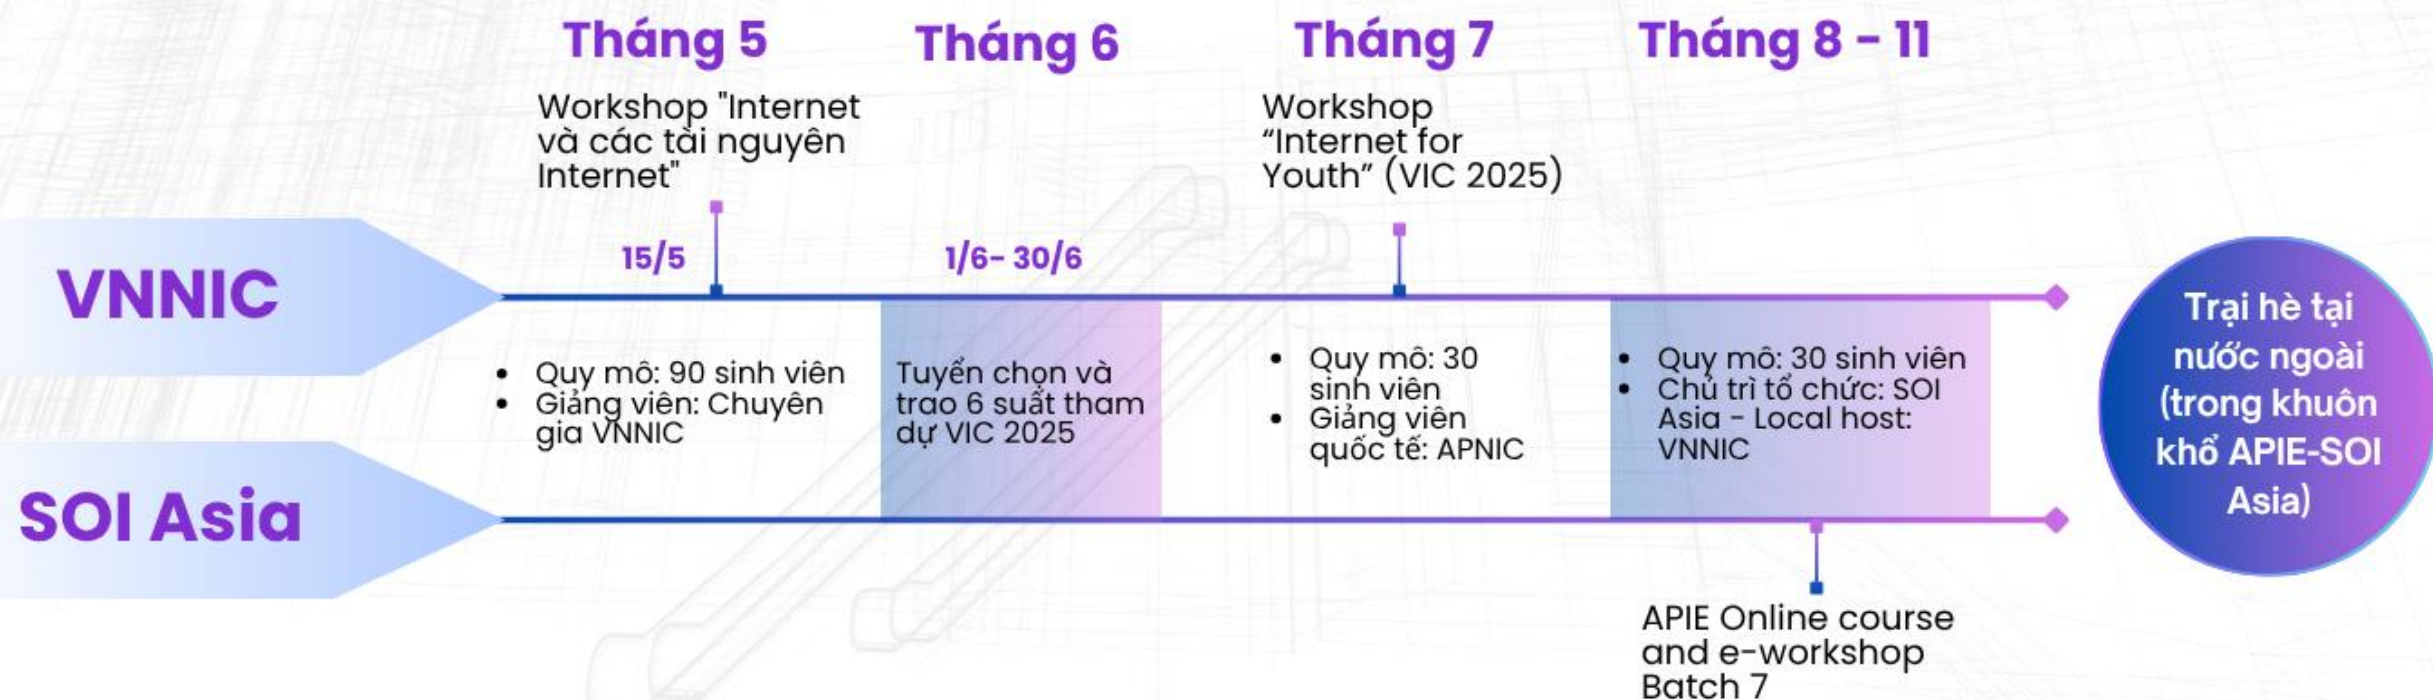 Tháng 5
Tháng 6
Tháng 7
Tháng 8 - 11
Workshop "Internet
và các tài nguyên
Internet"
Workshop
“Internet for
Youth” (VIC 2025)
15/5
1/6- 30/6
VNNIC
SOI Asia
• Quy mô: 90 sinh viên
• Giảng viên: Chuyên
gia VNNIC
Tuyển chọn và
trao 6 suất tham
dự VIC 2025
• Quy mô: 30
sinh viên
• Giảng viên
quốc tế: APNIC
• Quy mô: 30 sinh viên
• Chủ trì tổ chức: SOI
Asia - Local host:
VNNIC
APIE Online course
and e-workshop
Batch 7
Trại hè tại
nước ngoài
(trong khuôn
khổ APIE-SOI
Asia)